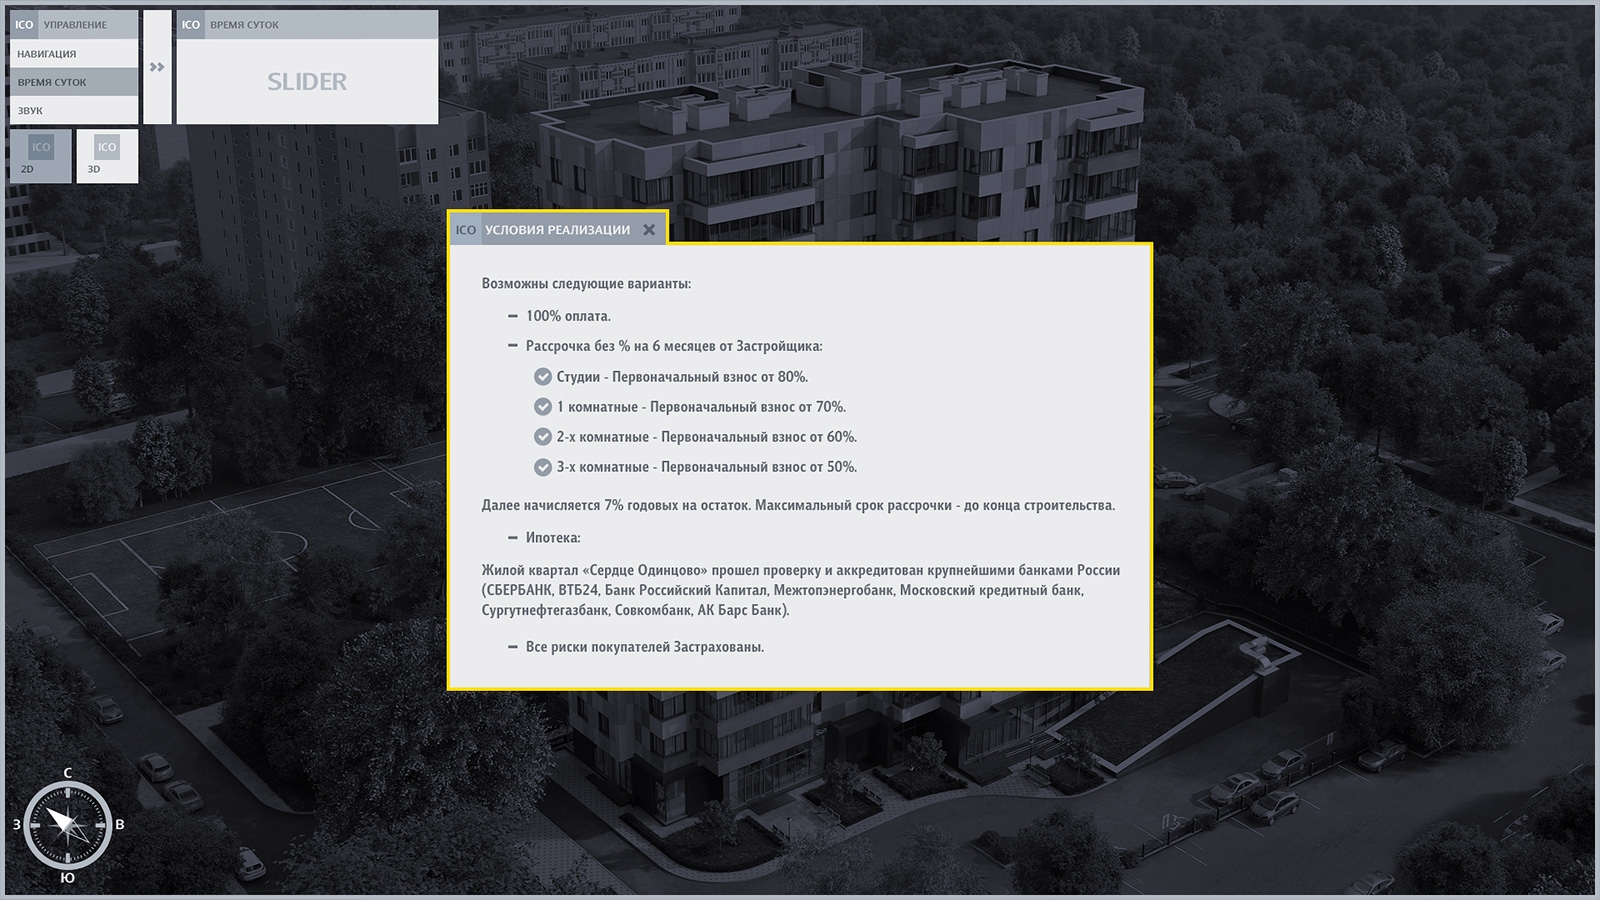 ICO УПРАВЛЕНИЕ
НАВИГАЦИЯ
ВРЕМЯ СУТОК
ЗВУК
ICO
2D
ICO
3D
ICO ВРЕМЯ СУТОК
SLIDER
ICO УСЛОВИЯ РЕАЛИЗАЦИИ
Возможны следующие варианты:
– 100% оплата.
– Рассрочка без % на 6 месяцев от Застройщика:
Студии - Первоначальный взнос от 80%.
1 комнатные - Первоначальный взнос от 70%.
2-х комнатные - Первоначальный взнос от 60%.
3-х комнатные - Первоначальный взнос от 50%.
Далее начисляется 7% годовых на остаток. Максимальный срок рассрочки - до конца строительства.
– Ипотека:
Жилой квартал «Сердце Одинцово» прошел проверку и аккредитован крупнейшими банками России
(СБЕРБАНК, ВТБ24, Банк Российский Капитал, Межтопэнергобанк, Московский кредитный банк,
Сургутнефтегазбанк, Совкомбанк, АК Барс Банк).
– Все риски покупателей Застрахованы.
С
З
В
Ю